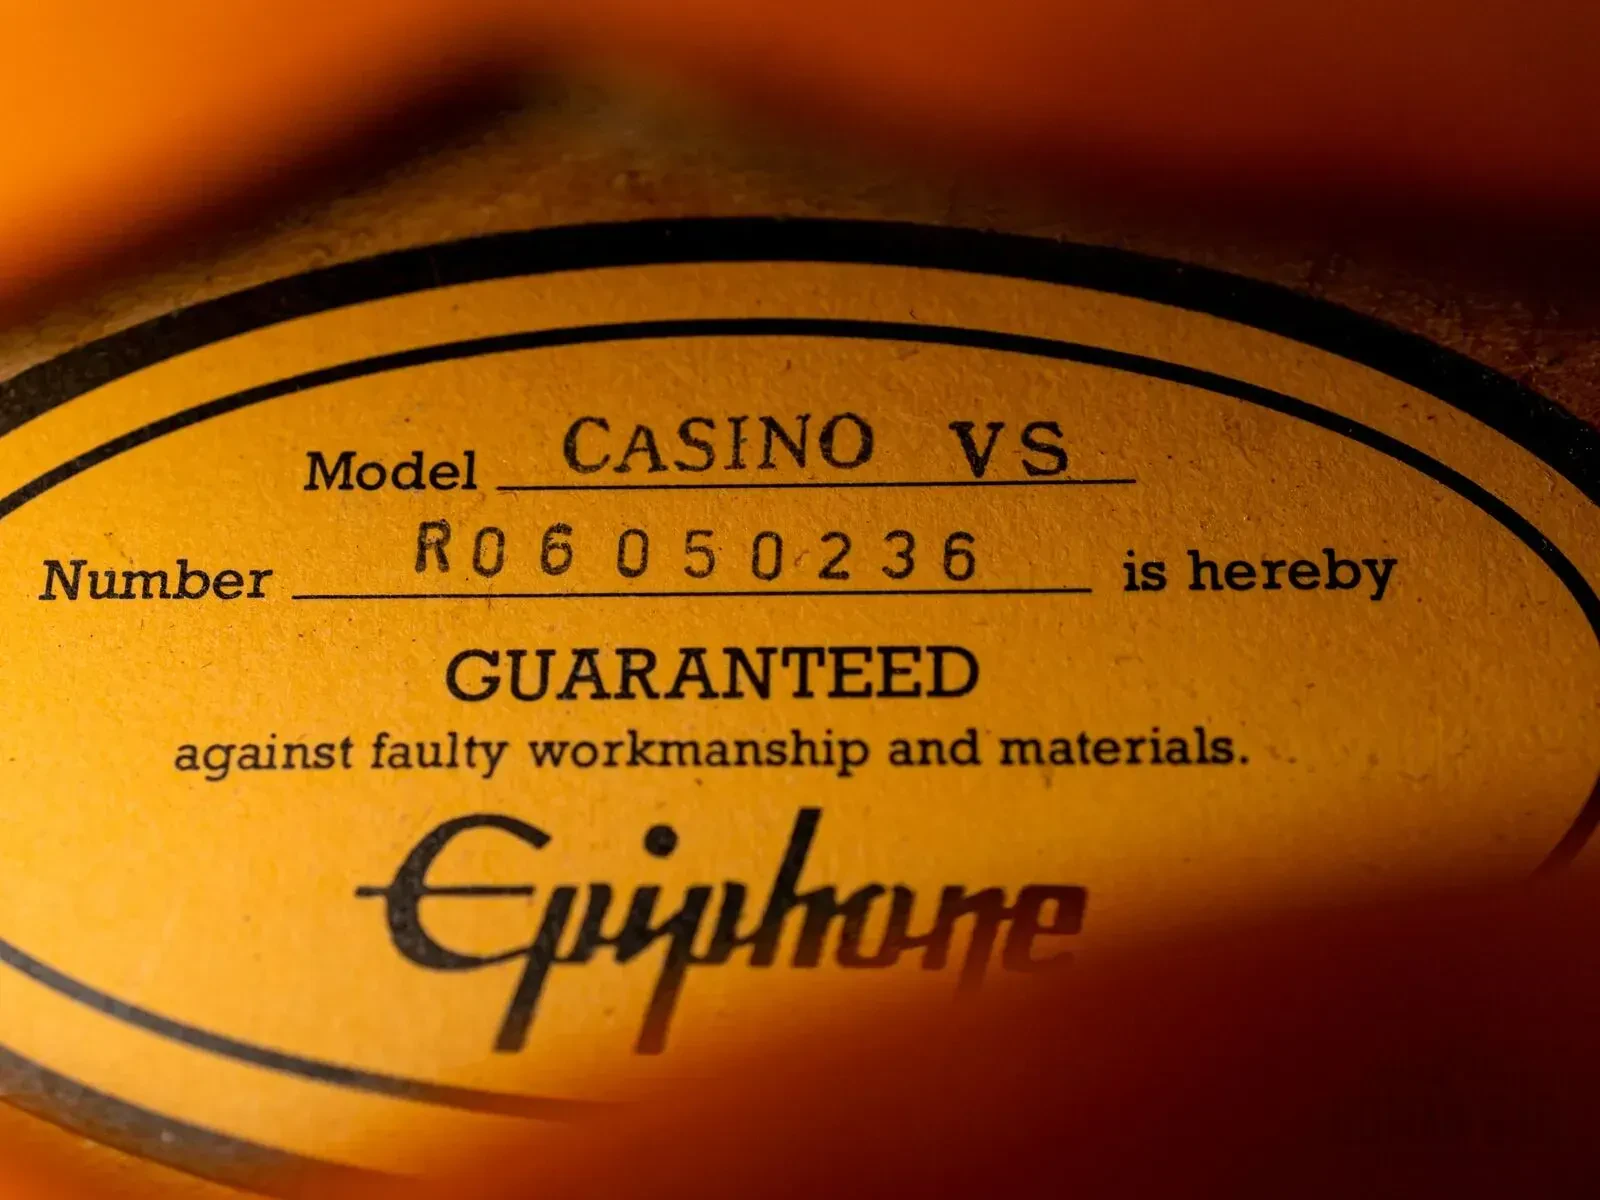 Model CASINO VS
Number R06050236 is hereby
GUARANTEED
against faulty workmanship and materials.
Epiphone